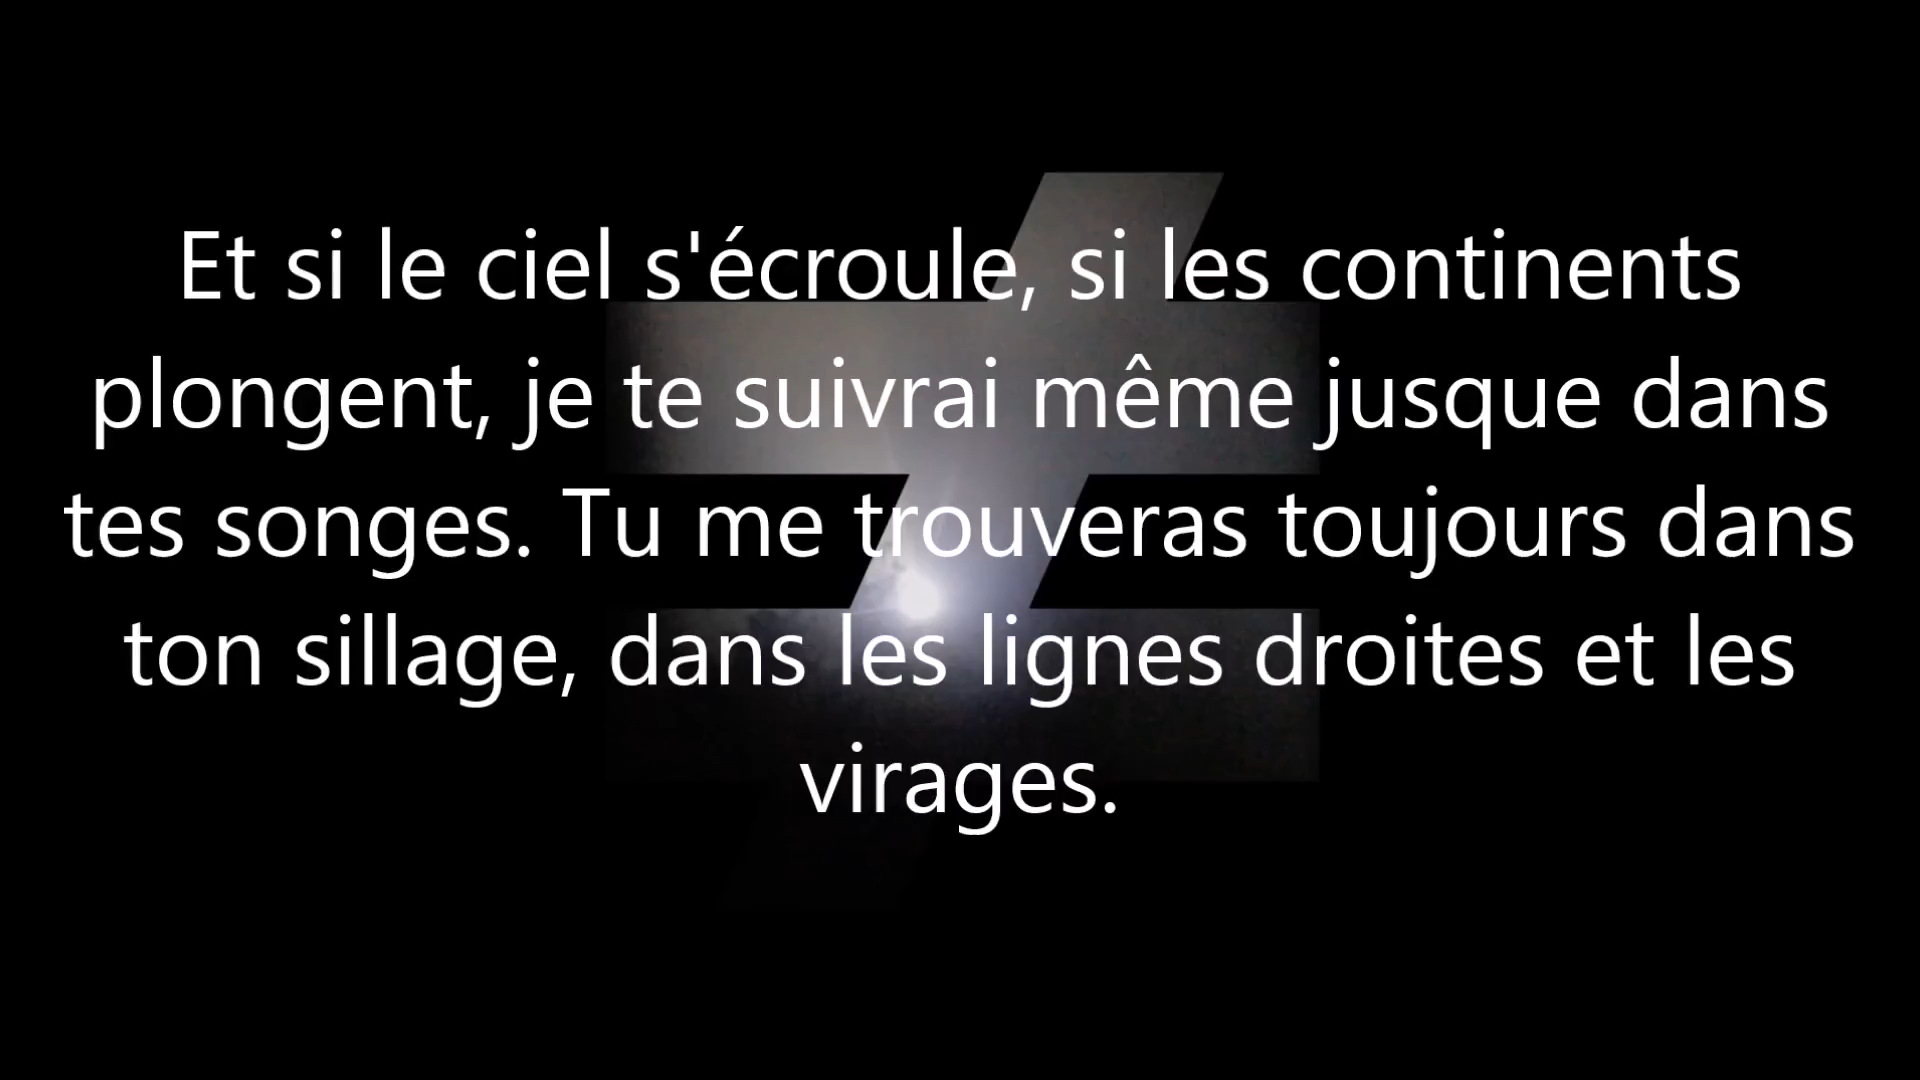 Et si le ciel s'écroule, si les continents
plongent, je te suivrai même jusque dans
tes songes. Tu me trouveras toujours dans
ton sillage, dans les lignes droites et les
virages.